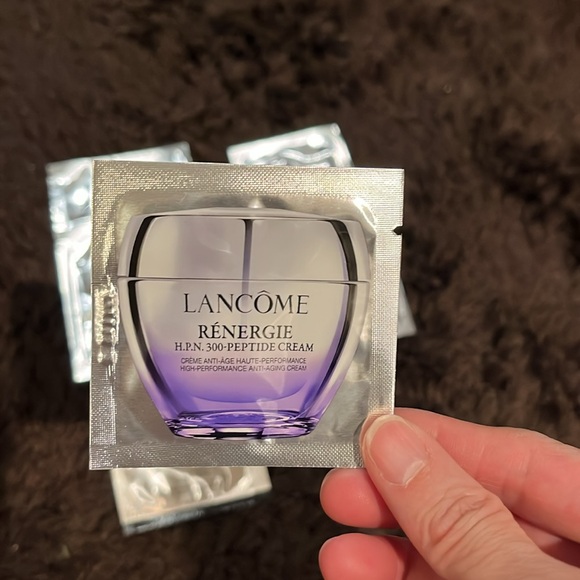 LANCÔME
RÉNERGIE
H.P.N. 300-PEPTIDE CREAM
CRÈME ANTI-ÂGE HAUTE-PERFORMANCE
HIGH-PERFORMANCE ANTI-AGING CREAM